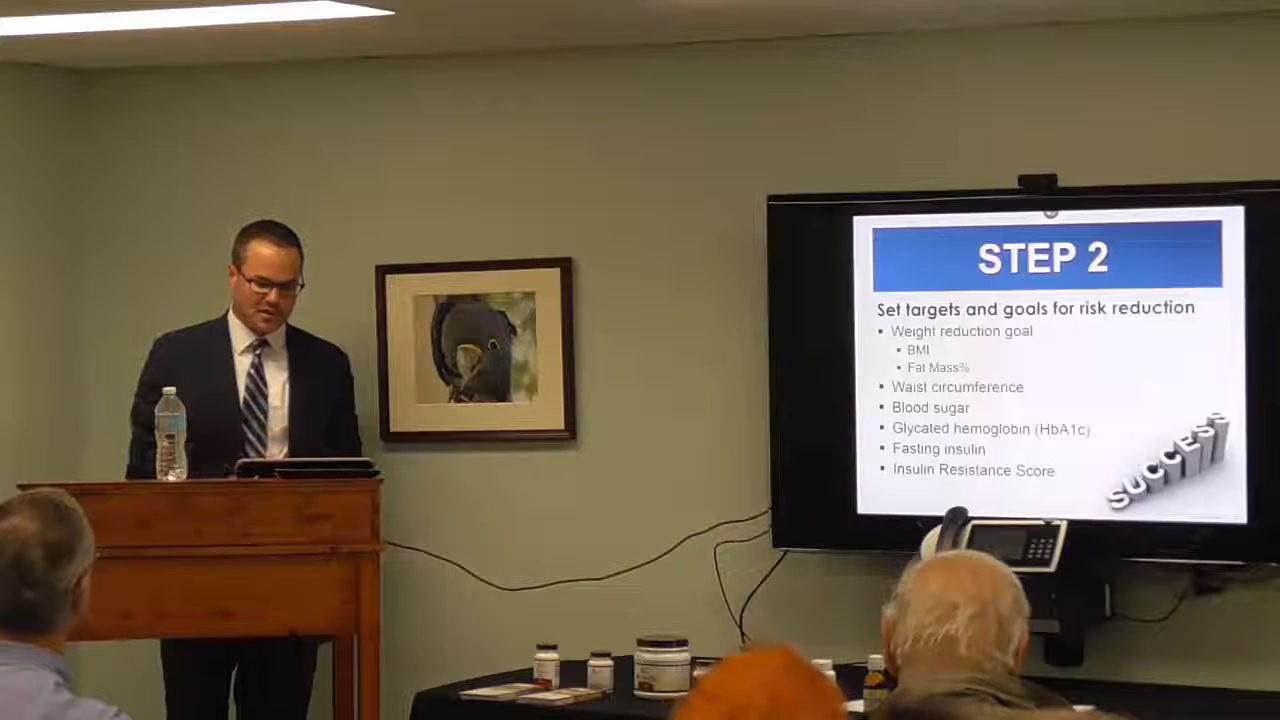 STEP 2
Set targets and goals for risk reduction
▪ Weight reduction goal
• BMI
• Fat Mass%
▪ Waist circumference
▪ Blood sugar
▪ Glycated hemoglobin (HbA1c)
▪ Fasting insulin
▪ Insulin Resistance Score
SUCCESS